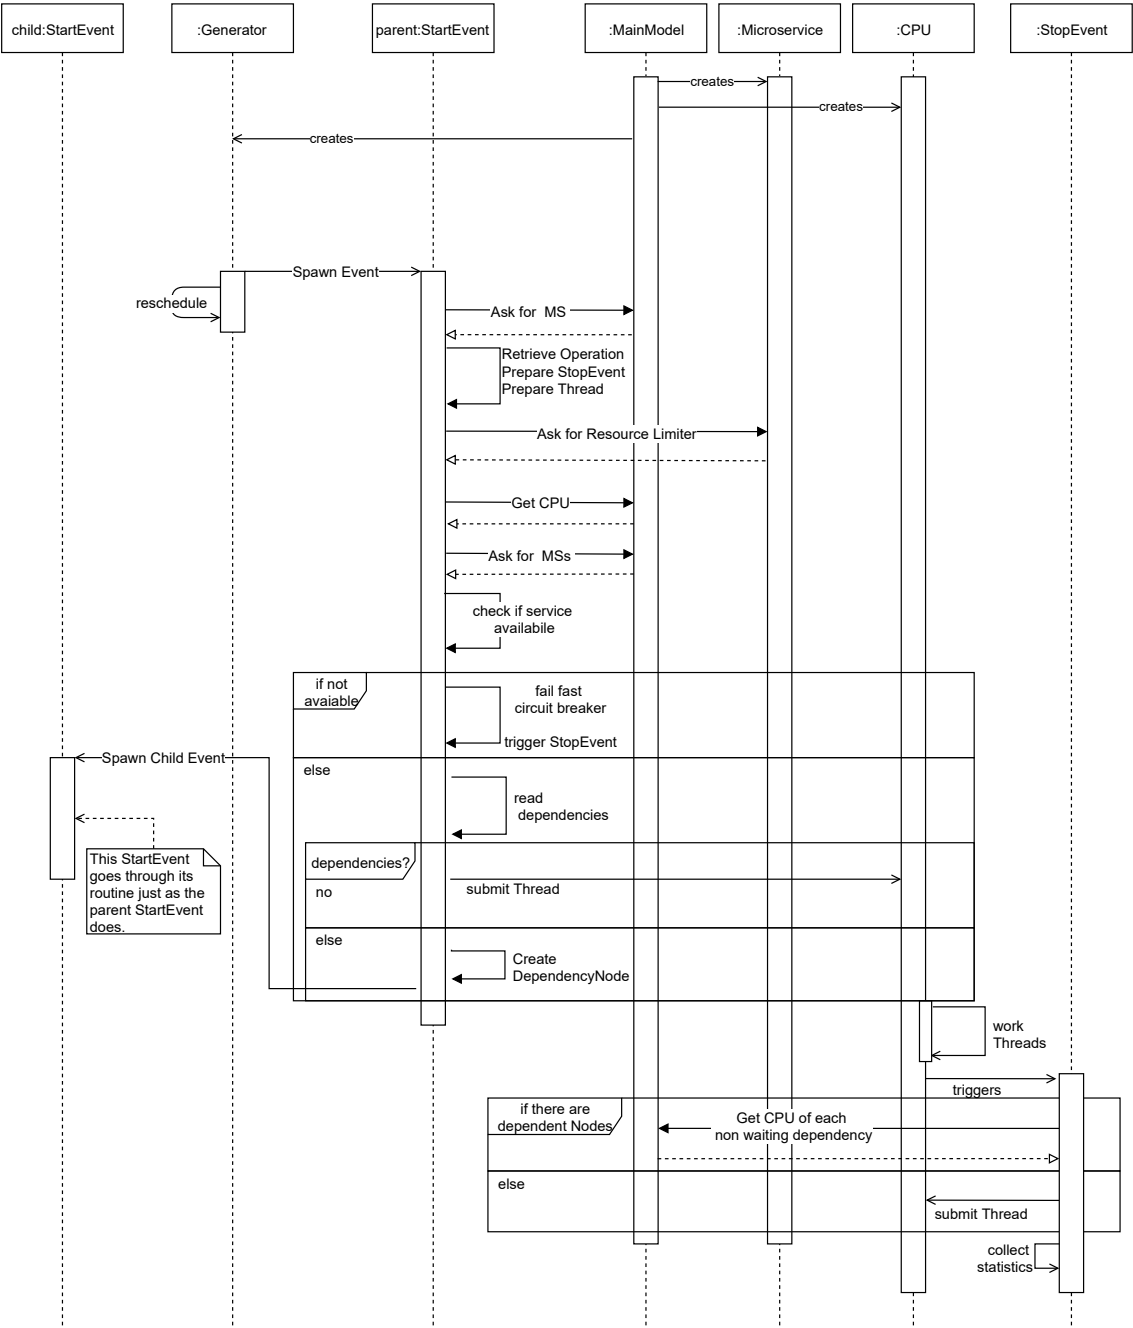 child:StartEvent
:Generator
parent:StartEvent
:MainModel
:Microservice
:CPU
:StopEvent
creates
creates
creates
Spawn Event
reschedule
Ask for  MS
Retrieve Operation
Prepare StopEvent
Prepare Thread
Ask for Resource Limiter
Get CPU
Ask for  MSs
check if service
availabile
if not
avaiable
fail fast
circuit breaker
trigger StopEvent
Spawn Child Event
else
read
dependencies
This StartEvent
goes through its
routine just as the
parent StartEvent
does.
dependencies?
no
submit Thread
else
Create
DependencyNode
work
Threads
triggers
if there are
dependent Nodes
Get CPU of each
non waiting dependency
else
submit Thread
collect
statistics